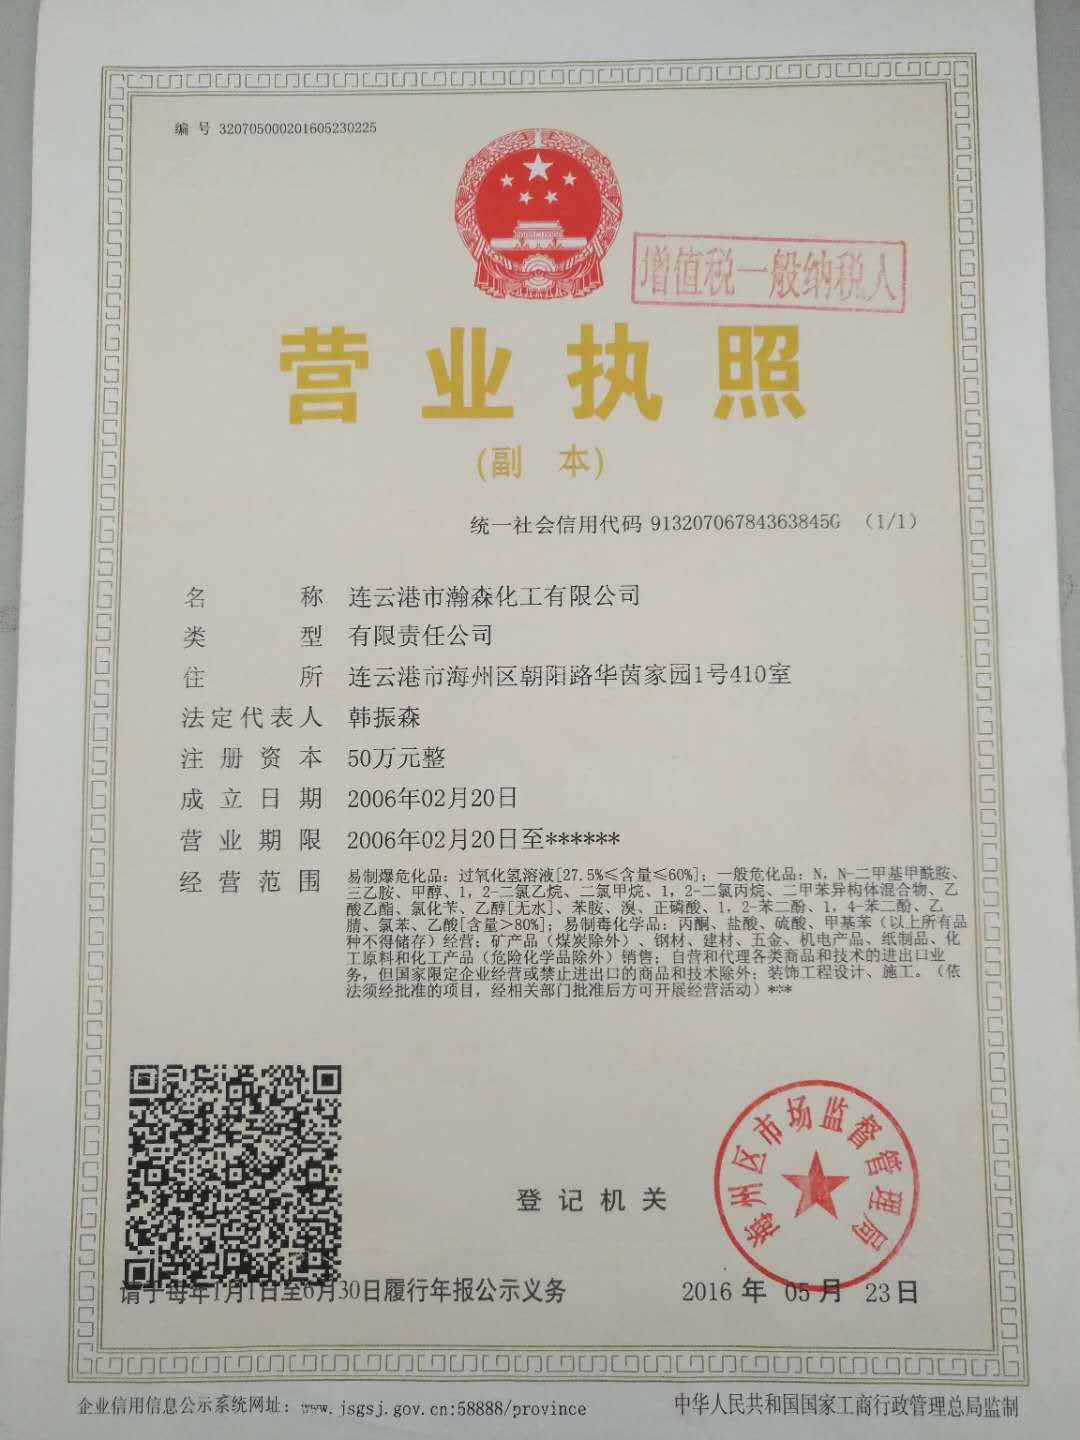 编 号 320705000201605230225
增值税一般纳税人
营业执照
(副 本)
统一社会信用代码 91320706784363845G （1/1）
名 称 连云港市瀚森化工有限公司
类 型 有限责任公司
住 所 连云港市海州区朝阳路华茵家园1号410室
法定代表人 韩振森
注册资本 50万元整
成立日期 2006年02月20日
营业期限 2006年02月20日至******
经营范围 易制爆危化品：过氧化氢溶液[27.5%≤含量≤60%]；一般危化品：N，N-二甲基甲酰胺、
三乙胺、甲醇、1，2-二氯乙烷、二氯甲烷、1，2-二氯丙烷、二甲苯异构体混合物、乙
酸乙酯、氯化苄、乙醇[无水]、苯胺、溴、正磷酸、1，2-苯二酚、1，4-苯二酚、乙
腈、氯苯、乙酸[含量＞80%]；易制毒化学品：丙酮、盐酸、硫酸、甲基苯（以上所有品
种不得储存）经营；矿产品（煤炭除外）、钢材、建材、五金、机电产品、纸制品、化
工原料和化工产品（危险化学品除外）销售；自营和代理各类商品和技术的进出口业
务，但国家限定企业经营或禁止进出口的商品和技术除外；装饰工程设计、施工。（依
法须经批准的项目，经相关部门批准后方可开展经营活动）***
海州区市场监督管理局
登记机关
请于每年1月1日至6月30日履行年报公示义务
2016 年 05 月 23 日
企业信用信息公示系统网址：www.jsgsj.gov.cn:58888/province
中华人民共和国国家工商行政管理总局监制